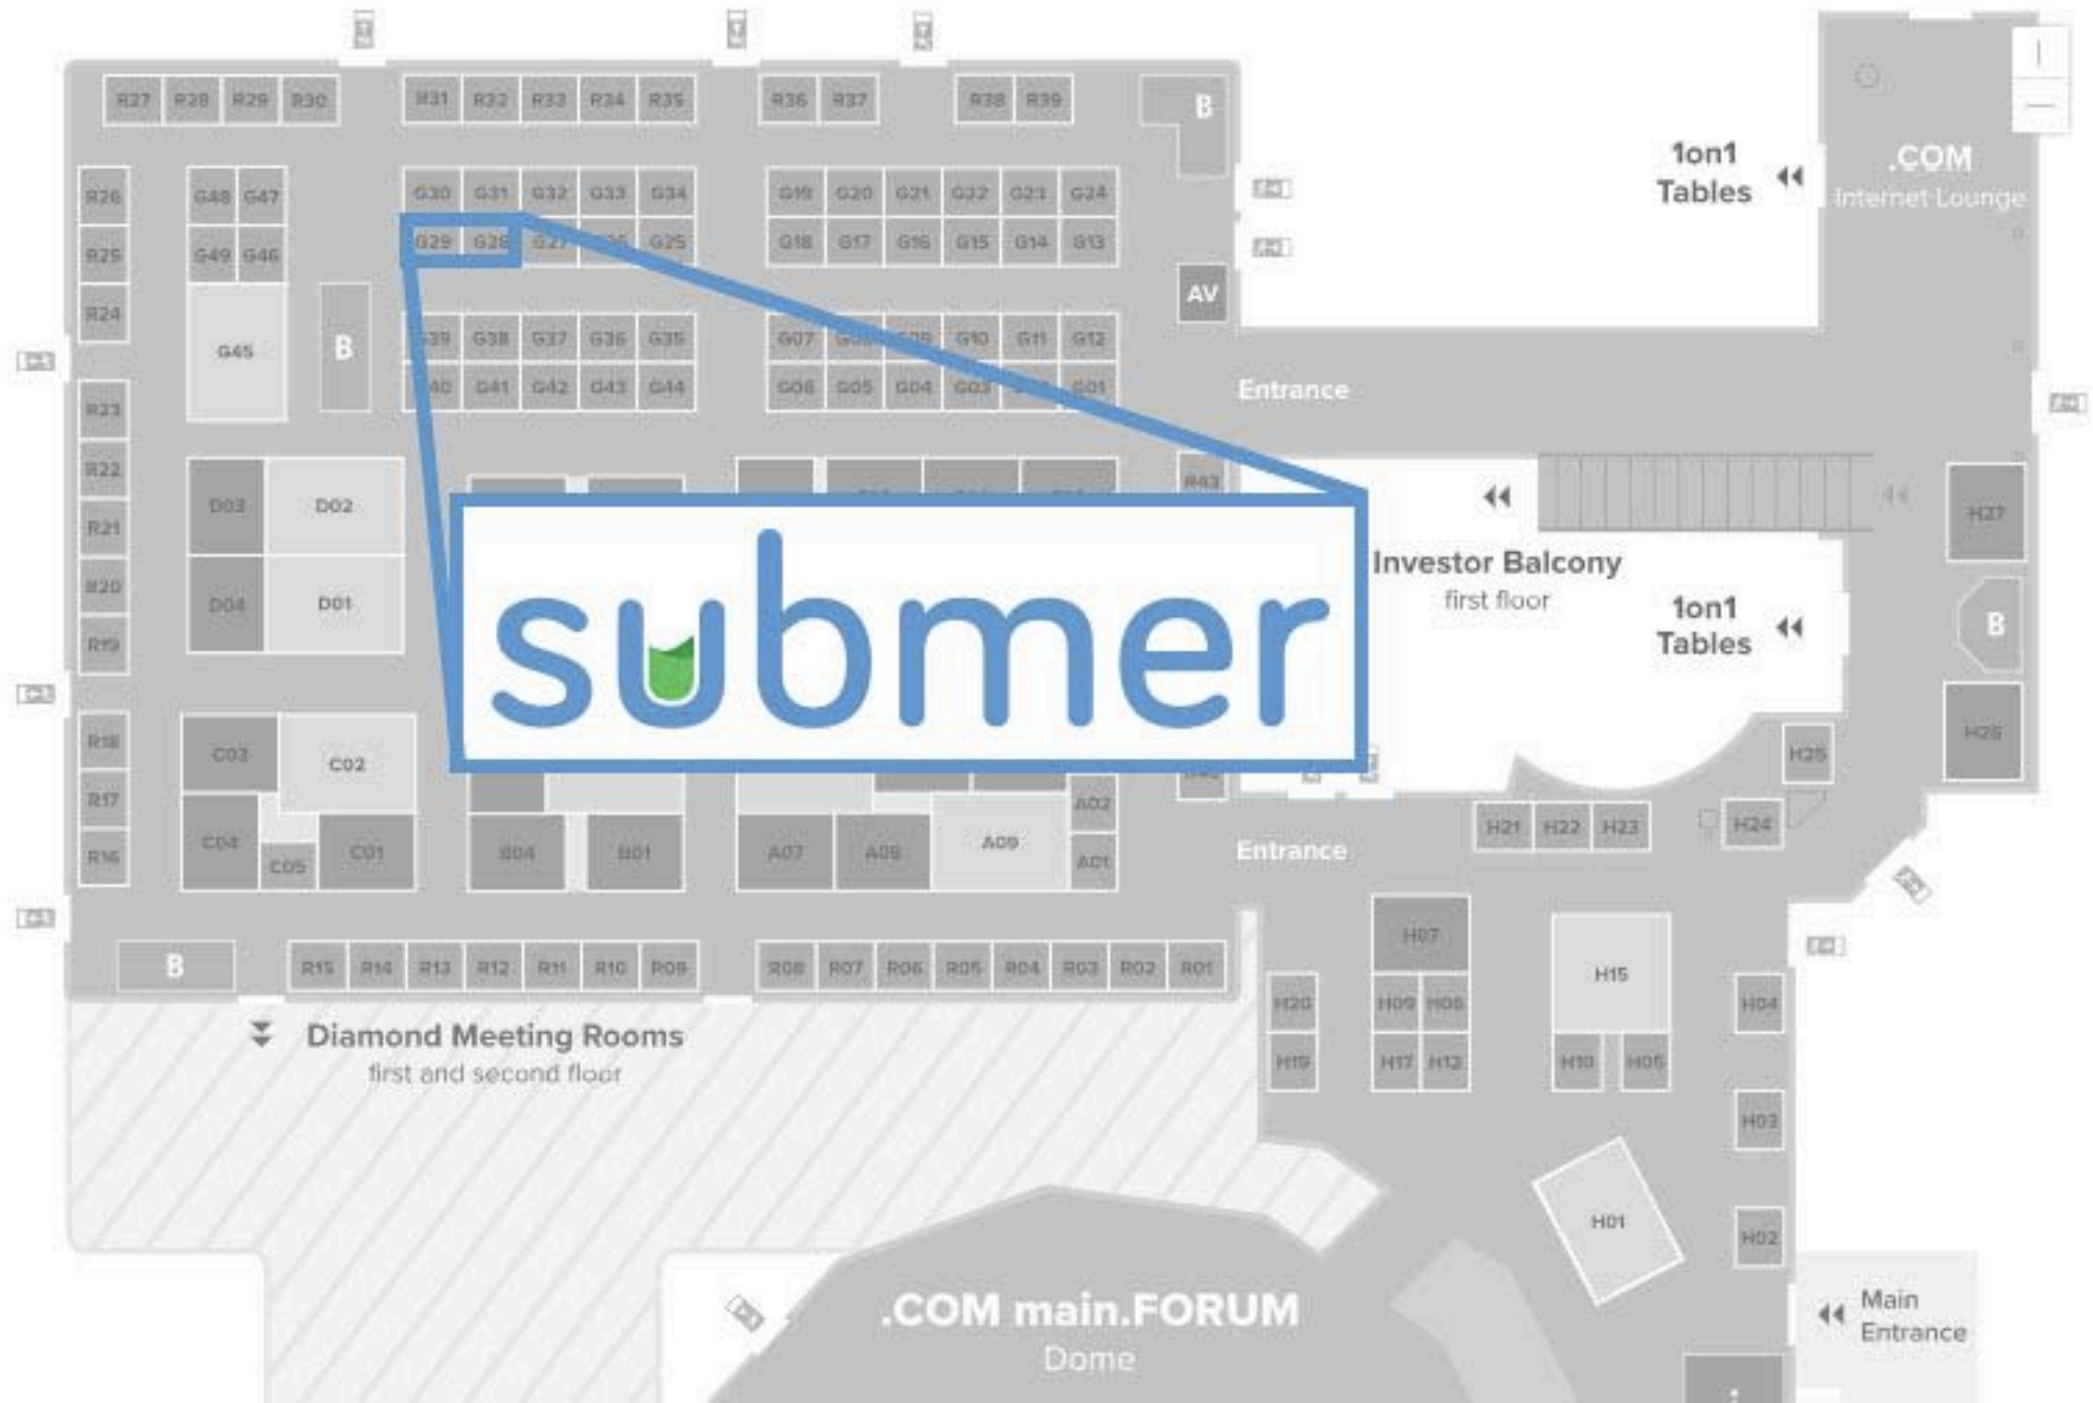 R27 R28 R29 R30 R31 R32 R33 R34 R35 R36 R37 R38 R39 B
.COM
Internet Lounge
1on1
Tables
R26 G48 G47 G30 G31 G32 G33 G34 G19 G20 G21 G22 G23 G24
R25 G49 G46 G29 G28 G27 G25 G18 G17 G16 G15 G14 G13
R24 AV
G45 B G38 G37 G36 G35 G07 G09 G10 G11 G12
G41 G42 G43 G44 G06 G05 G04 G03 G01
Entrance
R23
R22 R43
D03 D02 H27
R21
submer
Investor Balcony
first floor
1on1
Tables
B
R20
D04 D01
R19
R18 C03 C02 H25 H26
R17 A02
H21 H22 H23 H24
R16 C04 C05 C01 B04 B01 A07 A08 A09 A01
Entrance
H07
B R15 R14 R13 R12 R11 R10 R09 R08 R07 R06 R05 R04 R03 R02 R01
H15
H20 H09 H06 H04
Diamond Meeting Rooms
first and second floor
H19 H17 H12 H10 H05
H03
H01
H02
.COM main.FORUM
Dome
Main
Entrance
i